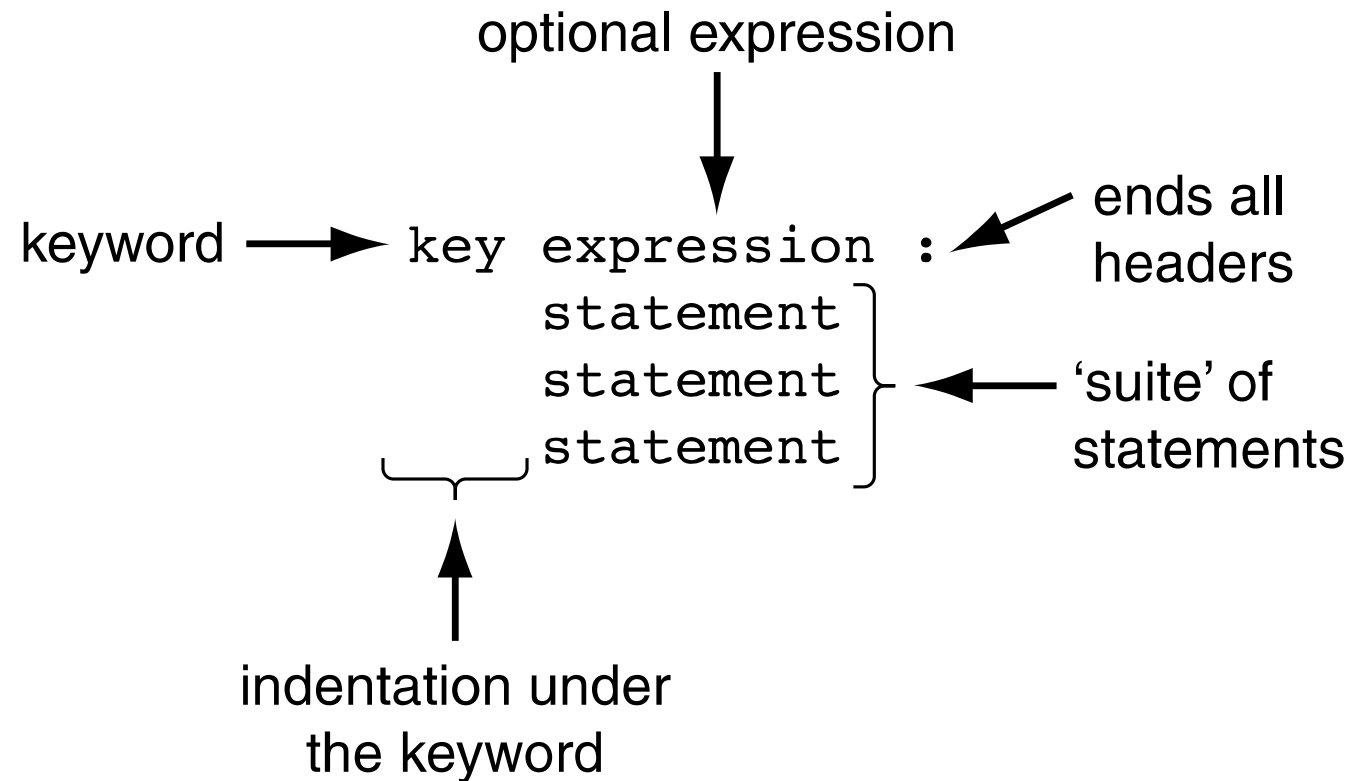 optional expression
keyword
key expression :
ends all
headers
statement
statement
statement
‘suite’ of
statements
indentation under
the keyword